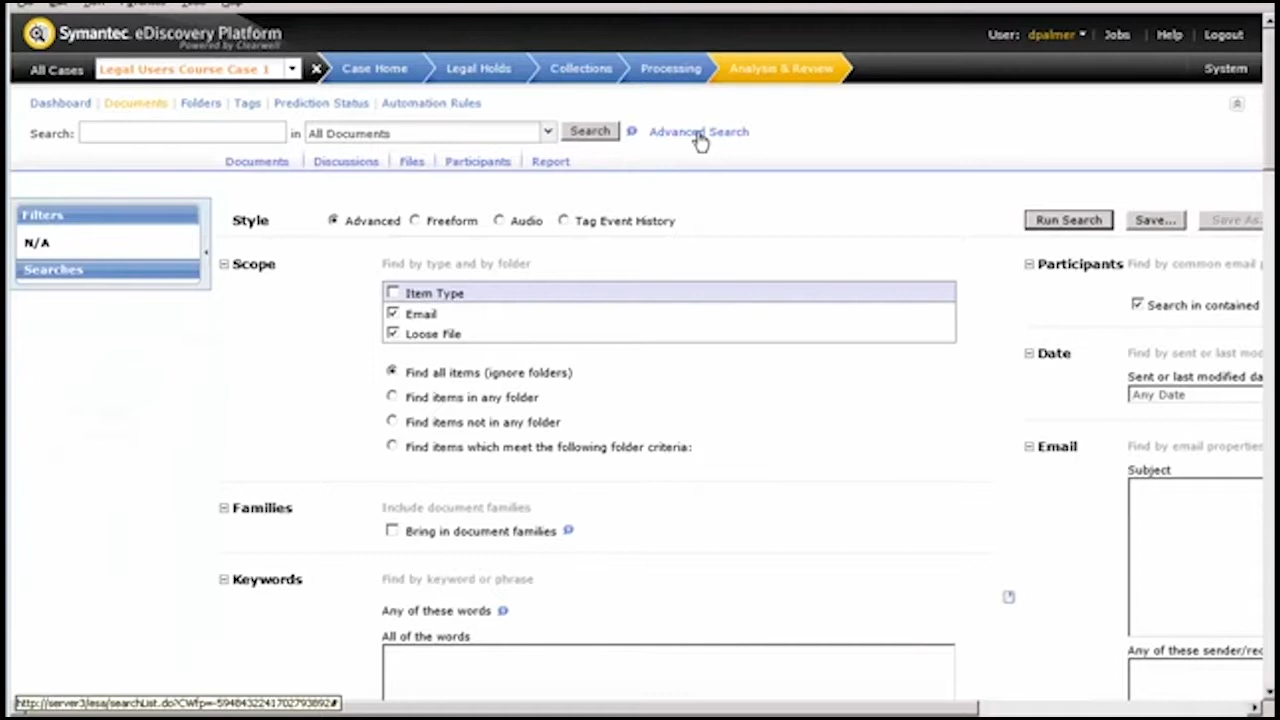 Symantec. eDiscovery Platform
Powered by Clearwell
User: dpalmer Jobs Help Logout
All Cases Legal Users Course Case 1 Case Home Legal Holds Collections Processing Analysis & Review System
Dashboard Documents Folders Tags Prediction Status Automation Rules
Search: in All Documents Search Advanced Search
Documents Discussions Files Participants Report
Filters
N/A
Searches
Style Advanced Freeform Audio Tag Event History Run Search Save... Save As.
Scope Find by type and by folder
Item Type
Email
Loose File
Find all items (ignore folders)
Find items in any folder
Find items not in any folder
Find items which meet the following folder criteria:
Families Include document families
Bring in document families
Keywords Find by keyword or phrase
Any of these words
All of the words
Participants Find by common email
Search in contained
Date Find by sent or last mod
Sent or last modified da
Any Date
Email Find by email properties
Subject
Any of these sender/rec
http://server3/esa/searchList.do?CWfp=-5948432241702793892#